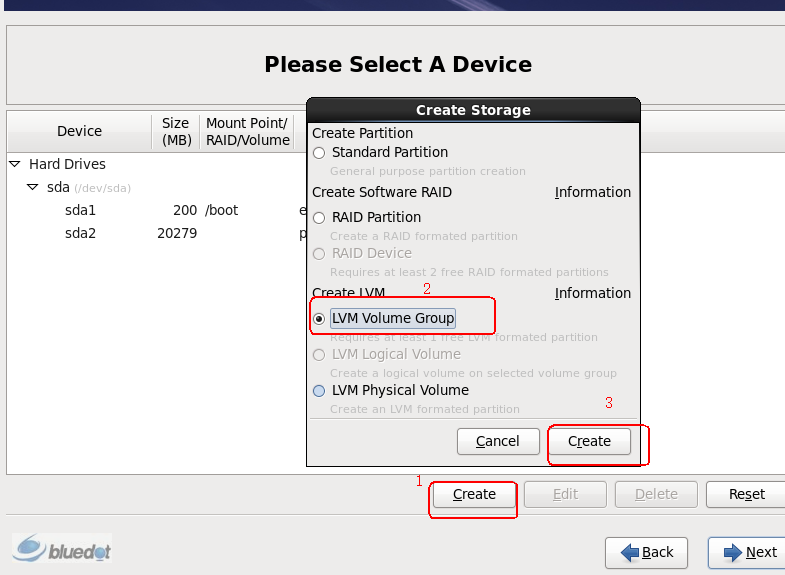 Please Select A Device
Create Storage
Device
Size
(MB)
Mount Point/
RAID/Volume
Hard Drives
sda (/dev/sda)
sda1 200 /boot e
sda2 20279 p
Create Partition
Standard Partition
General purpose partition creation
Create Software RAID Information
RAID Partition
Create a RAID formated partition
RAID Device
Requires at least 2 free RAID formated partitions
Create LVM Information
2
LVM Volume Group
Requires at least 1 free LVM formated partition
LVM Logical Volume
Create a logical volume on selected volume group
LVM Physical Volume
Create an LVM formated partition
3
Cancel Create
1
Create Edit Delete Reset
bluedot
Back Next